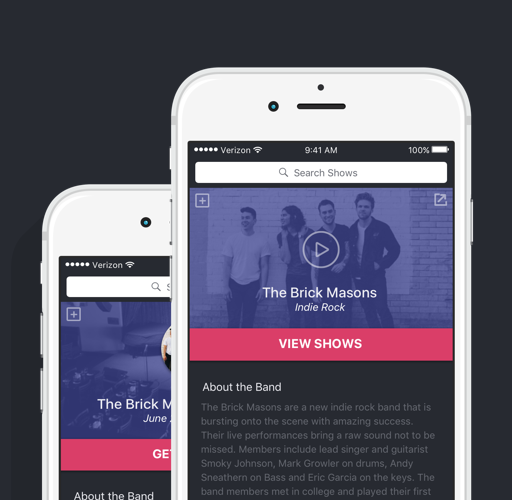 Verizon
9:41 AM
100%
Search Shows
The Brick Masons
Indie Rock
VIEW SHOWS
About the Band
The Brick Masons are a new indie rock band that is
bursting onto the scene with amazing success.
Their live performances bring a raw sound not to be
missed. Members include lead singer and guitarist
Smoky Johnson, Mark Growler on drums, Andy
Sneathern on Bass and Eric Garcia on the keys. The
band members met in college and played their first
Verizon
S
The Brick M
June
GE
About the Band